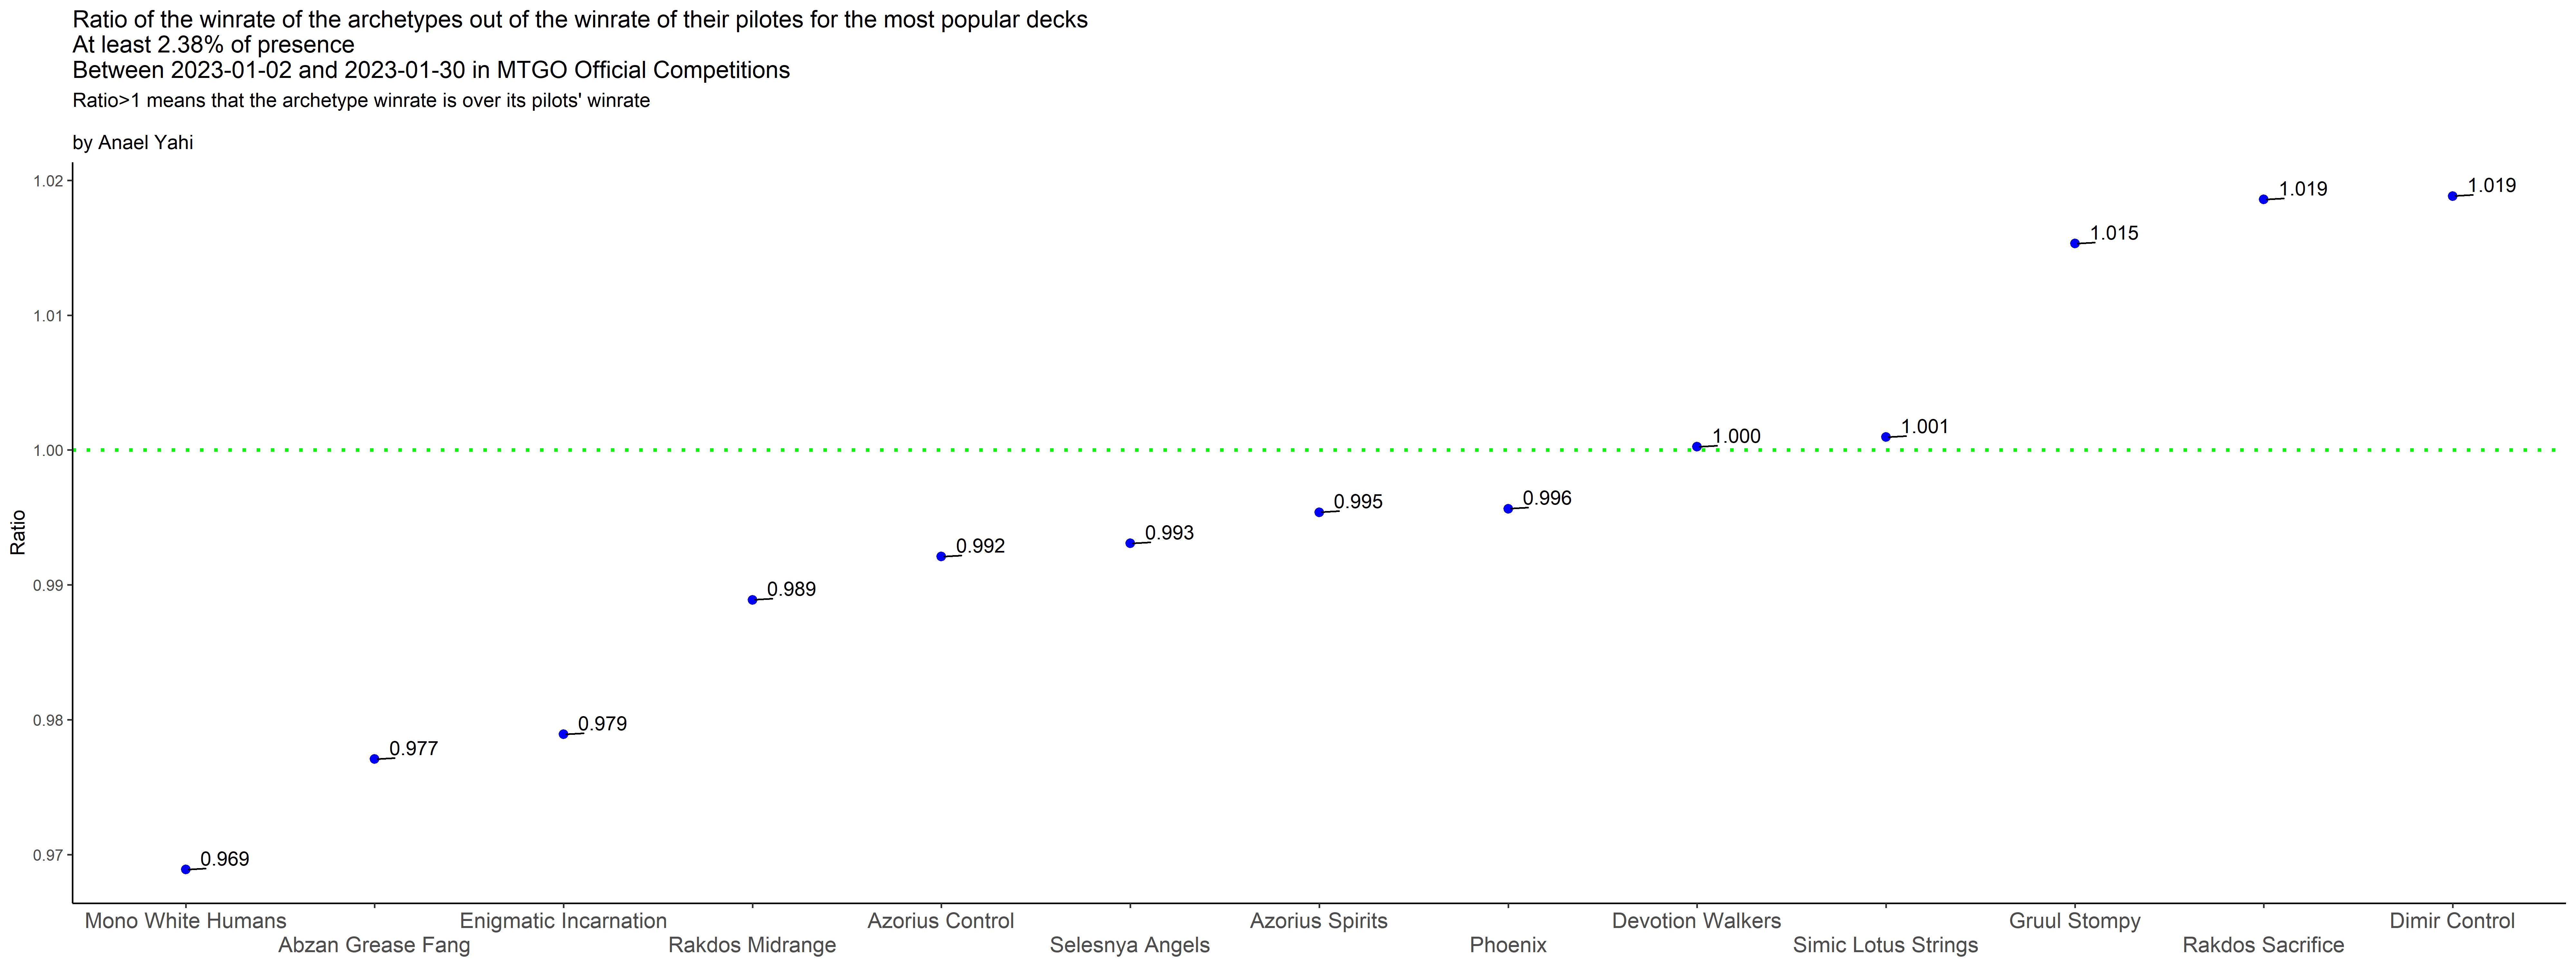 Ratio of the winrate of the archetypes out of the winrate of their pilotes for the most popular decks
At least 2.38% of presence
Between 2023-01-02 and 2023-01-30 in MTGO Official Competitions
Ratio>1 means that the archetype winrate is over its pilots' winrate
by Anael Yahi
1.02
1.01
1.00
0.99
0.98
0.97
Ratio
0.969
0.977
0.979
0.989
0.992
0.993
0.995
0.996
1.000
1.001
1.015
1.019
1.019
Mono White Humans
Abzan Grease Fang
Enigmatic Incarnation
Rakdos Midrange
Azorius Control
Selesnya Angels
Azorius Spirits
Phoenix
Devotion Walkers
Simic Lotus Strings
Gruul Stompy
Rakdos Sacrifice
Dimir Control